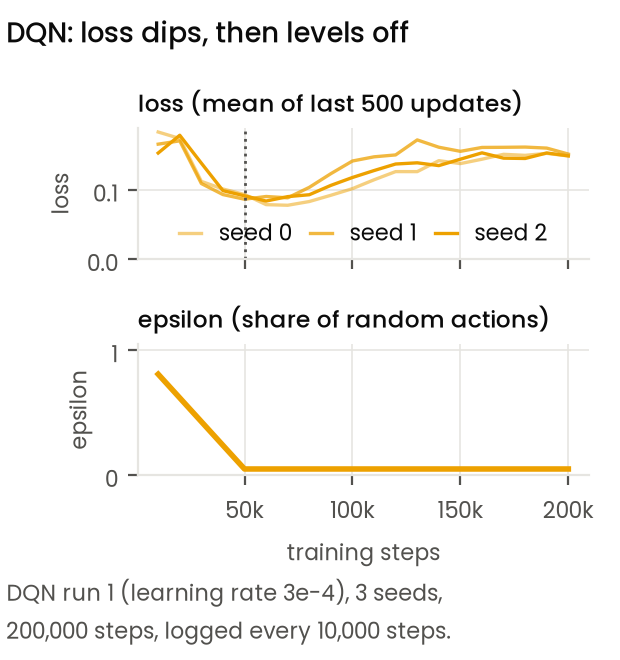 DQN: loss dips, then levels off
loss (mean of last 500 updates)
loss
0.1
0.0
seed 0
seed 1
seed 2
epsilon (share of random actions)
epsilon
1
0
50k
100k
150k
200k
training steps
DQN run 1 (learning rate 3e−4), 3 seeds,
200,000 steps, logged every 10,000 steps.